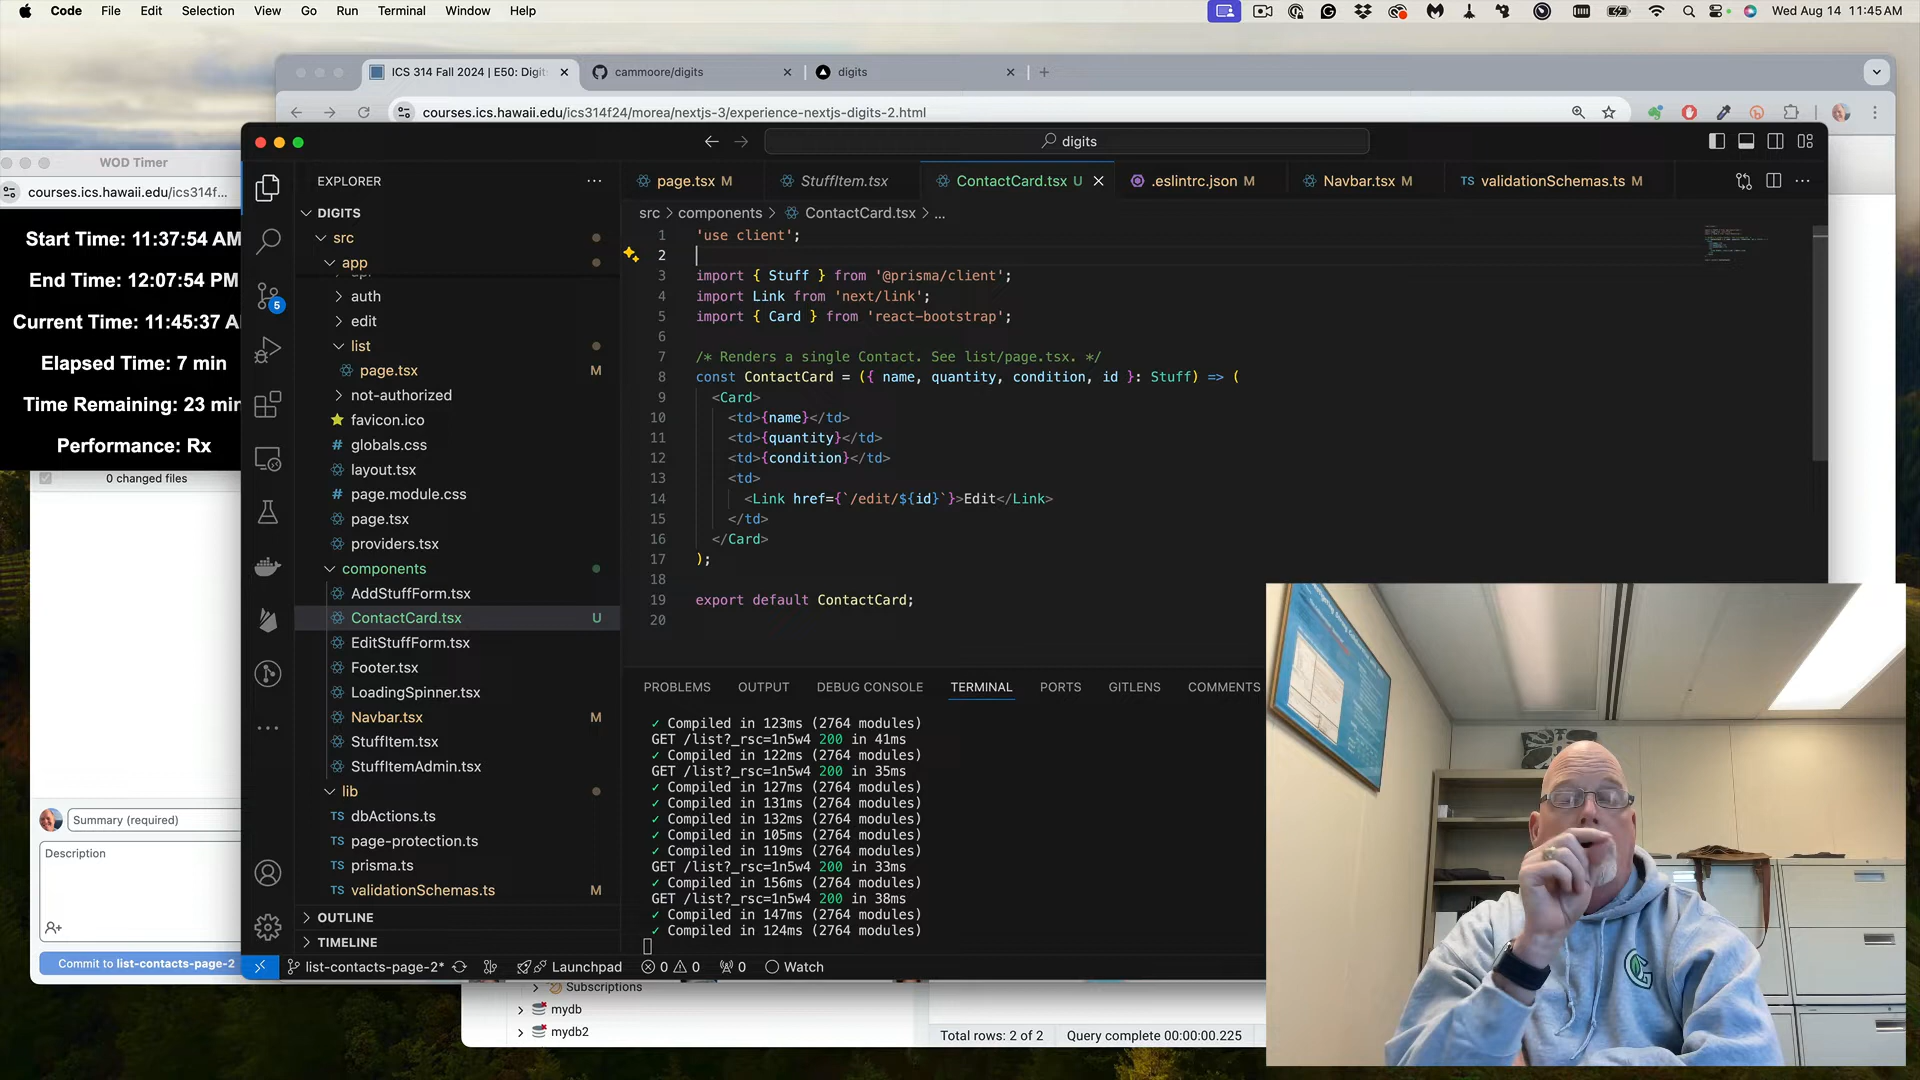 Code File Edit Selection View Go Run Terminal Window Help
Wed Aug 14 11:45 AM
ICS 314 Fall 2024 | E50: Digit
cammoore/digits
digits
courses.ics.hawaii.edu/ics314f24/morea/nextjs-3/experience-nextjs-digits-2.html
WOD Timer
courses.ics.hawaii.edu/ics314f...
Start Time: 11:37:54 AM
End Time: 12:07:54 PM
Current Time: 11:45:37 A
Elapsed Time: 7 min
Time Remaining: 23 min
Performance: Rx
0 changed files
Summary (required)
Description
Commit to list-contacts-page-2
digits
EXPLORER
DIGITS
src
app
auth
edit
list
page.tsx M
not-authorized
favicon.ico
globals.css
layout.tsx
page.module.css
page.tsx
providers.tsx
components
AddStuffForm.tsx
ContactCard.tsx U
EditStuffForm.tsx
Footer.tsx
LoadingSpinner.tsx
Navbar.tsx M
StuffItem.tsx
StuffItemAdmin.tsx
lib
TS dbActions.ts
TS page-protection.ts
TS prisma.ts
TS validationSchemas.ts M
OUTLINE
TIMELINE
5
page.tsx M
StuffItem.tsx
ContactCard.tsx U
.eslintrc.json M
Navbar.tsx M
TS validationSchemas.ts M
src > components > ContactCard.tsx > ...
1 'use client';
2
3 import { Stuff } from '@prisma/client';
4 import Link from 'next/link';
5 import { Card } from 'react-bootstrap';
6
7 /* Renders a single Contact. See list/page.tsx. */
8 const ContactCard = ({ name, quantity, condition, id }: Stuff) => (
9 <Card>
10 <td>{name}</td>
11 <td>{quantity}</td>
12 <td>{condition}</td>
13 <td>
14 <Link href={`/edit/${id}`}>Edit</Link>
15 </td>
16 </Card>
17 );
18
19 export default ContactCard;
20
PROBLEMS OUTPUT DEBUG CONSOLE TERMINAL PORTS GITLENS COMMENTS
✓ Compiled in 123ms (2764 modules)
GET /list?_rsc=1n5w4 200 in 41ms
✓ Compiled in 122ms (2764 modules)
GET /list?_rsc=1n5w4 200 in 35ms
✓ Compiled in 127ms (2764 modules)
✓ Compiled in 131ms (2764 modules)
✓ Compiled in 132ms (2764 modules)
✓ Compiled in 105ms (2764 modules)
✓ Compiled in 119ms (2764 modules)
GET /list?_rsc=1n5w4 200 in 33ms
✓ Compiled in 156ms (2764 modules)
GET /list?_rsc=1n5w4 200 in 38ms
✓ Compiled in 147ms (2764 modules)
✓ Compiled in 124ms (2764 modules)
list-contacts-page-2* Launchpad 0 0 0 Watch
Subscriptions
mydb
mydb2
Total rows: 2 of 2 Query complete 00:00:00.225